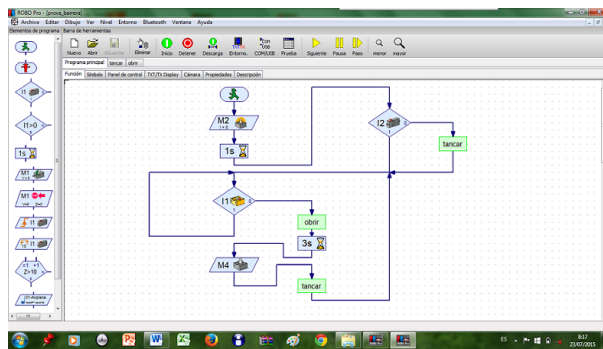 ROBO Pro - [prova_barrera]
Archivo Editar Dibujo Ver Nivel Entorno Bluetooth Ventana Ayuda
Elementos de programa Barra de herramientas
Nuevo Abrir Eliminar Inicio Detener Descarga Entorno. COM/USB Prueba Siguiente Pausa Paso menor mayor
Programa principal tancar obrir
Función Símbolo Panel de control TXT/TX Display Cámara Propiedades Descripción
M2
1s
I2
tancar
I1
obrir
3s
M4
tancar
I1
I1>0
1s
M1
M1
I1
I1
=1 +1
Z>10
ES
8:17
23/07/2015